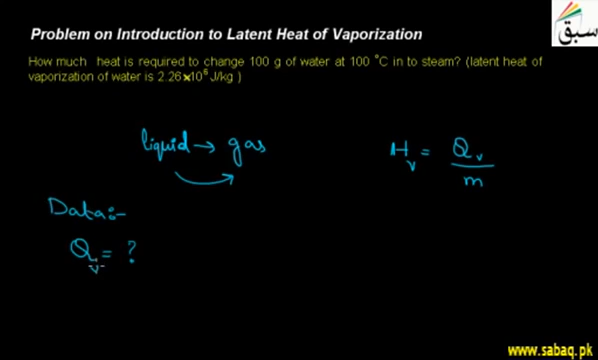 Problem on Introduction to Latent Heat of Vaporization
سبق
How much heat is required to change 100 g of water at 100 °C in to steam? (latent heat of
vaporization of water is 2.26×10⁶ J/kg )
liquid → gas
Hᵥ = Qᵥ / m
Data:-
Qᵥ = ?
www.sabaq.pk